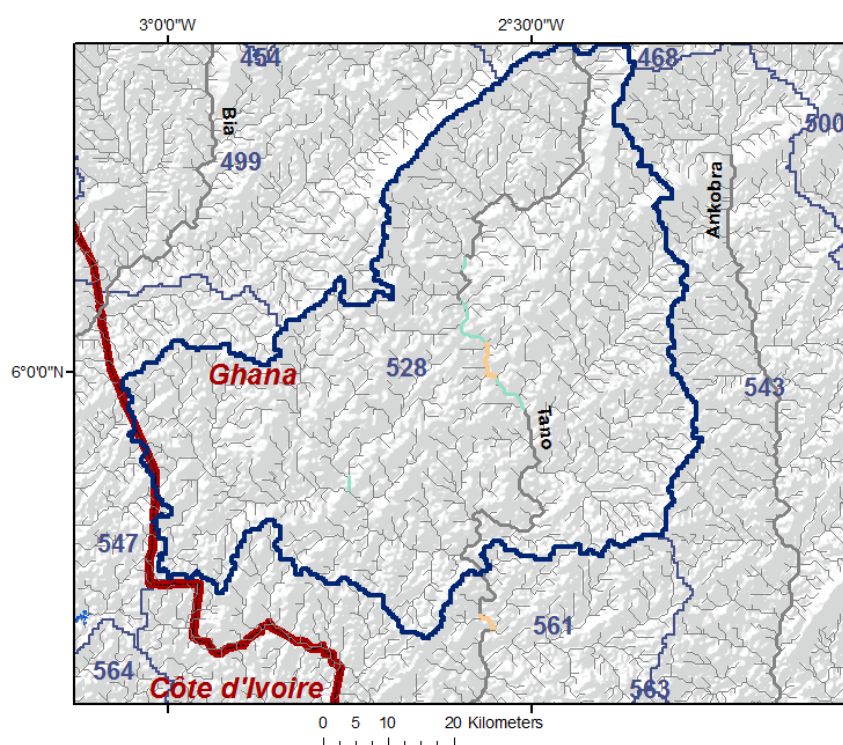 3°0'0"W
2°30'0"W
454
468
Bia
500
499
Ankobra
6°0'0"N
Ghana
528
543
Tano
547
561
564
Côte d'Ivoire
563
0 5 10 20 Kilometers